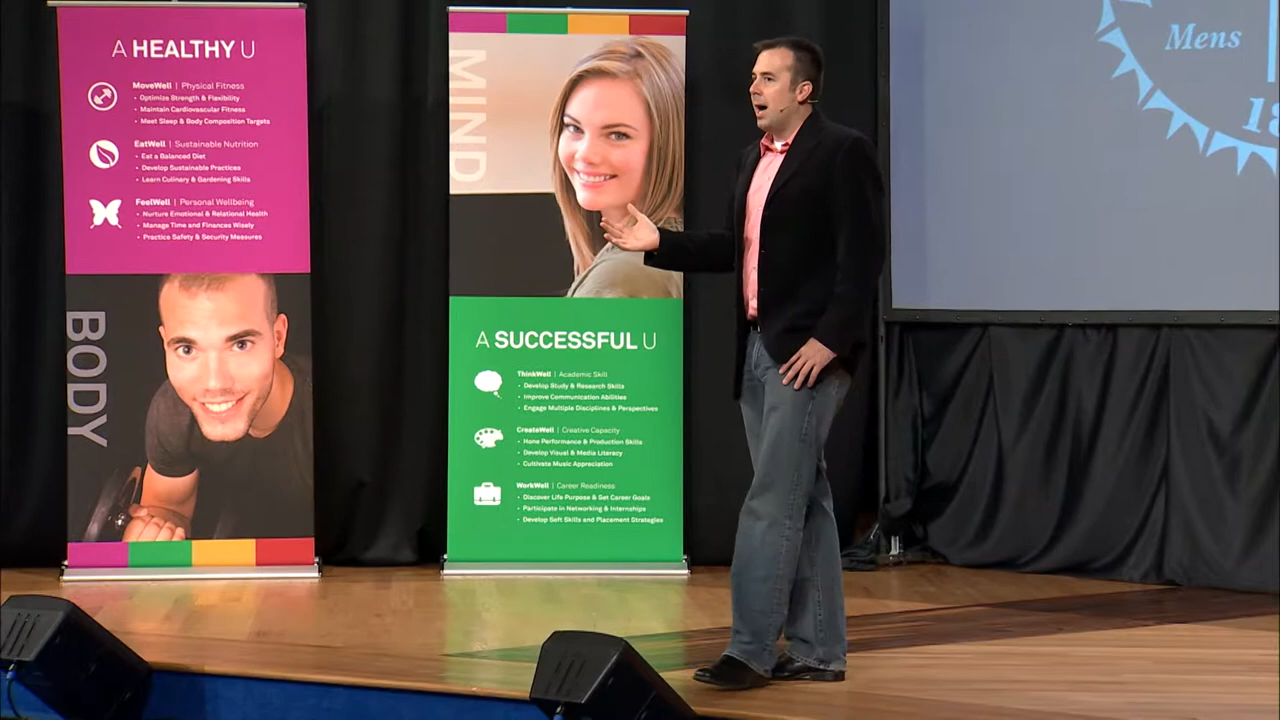 A HEALTHY U
MoveWell | Physical Fitness
• Optimize Strength & Flexibility
• Maintain Cardiovascular Fitness
• Meet Sleep & Body Composition Targets
EatWell | Sustainable Nutrition
• Eat a Balanced Diet
• Develop Sustainable Practices
• Learn Culinary & Gardening Skills
FeelWell | Personal Wellbeing
• Nurture Emotional & Relational Health
• Manage Time and Finances Wisely
• Practice Safety & Security Measures
BODY
MIND
A SUCCESSFUL U
ThinkWell | Academic Skill
• Develop Study & Research Skills
• Improve Communication Abilities
• Engage Multiple Disciplines & Perspectives
CreateWell | Creative Capacity
• Hone Performance & Production Skills
• Develop Visual & Media Literacy
• Cultivate Music Appreciation
WorkWell | Career Readiness
• Discover Life Purpose & Set Career Goals
• Participate in Networking & Internships
• Develop Soft Skills and Placement Strategies
Mens